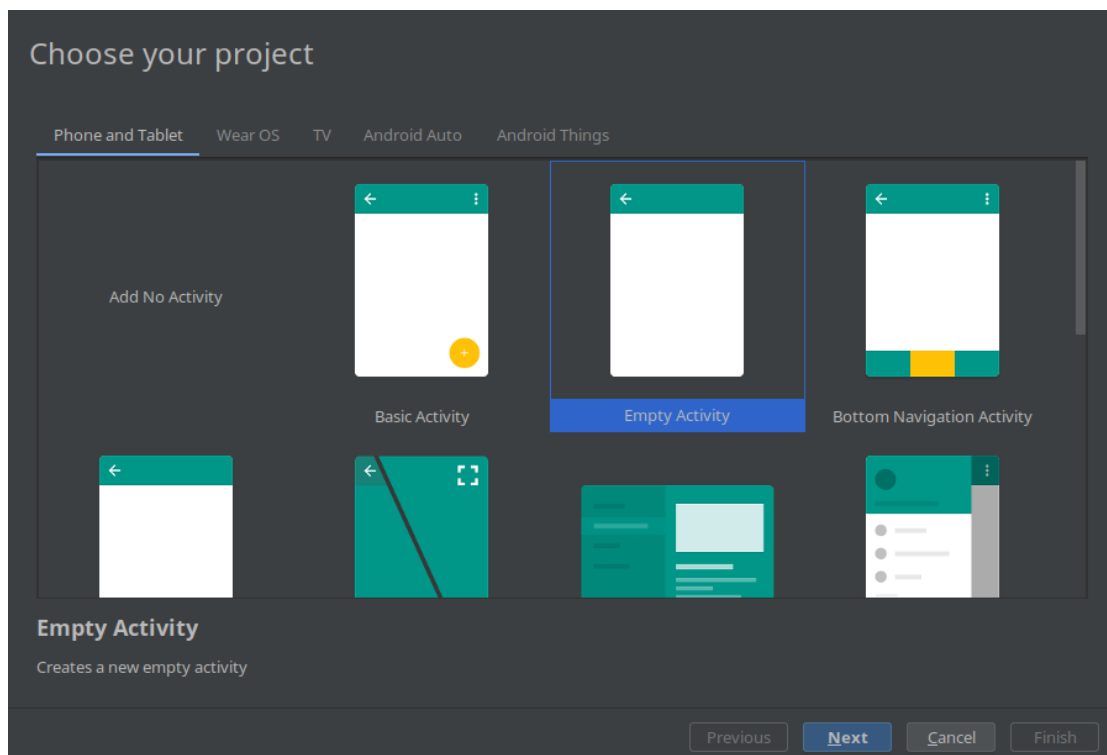 Choose your project
Phone and Tablet Wear OS TV Android Auto Android Things
Add No Activity
Basic Activity Empty Activity Bottom Navigation Activity
Empty Activity
Creates a new empty activity
Previous Next Cancel Finish